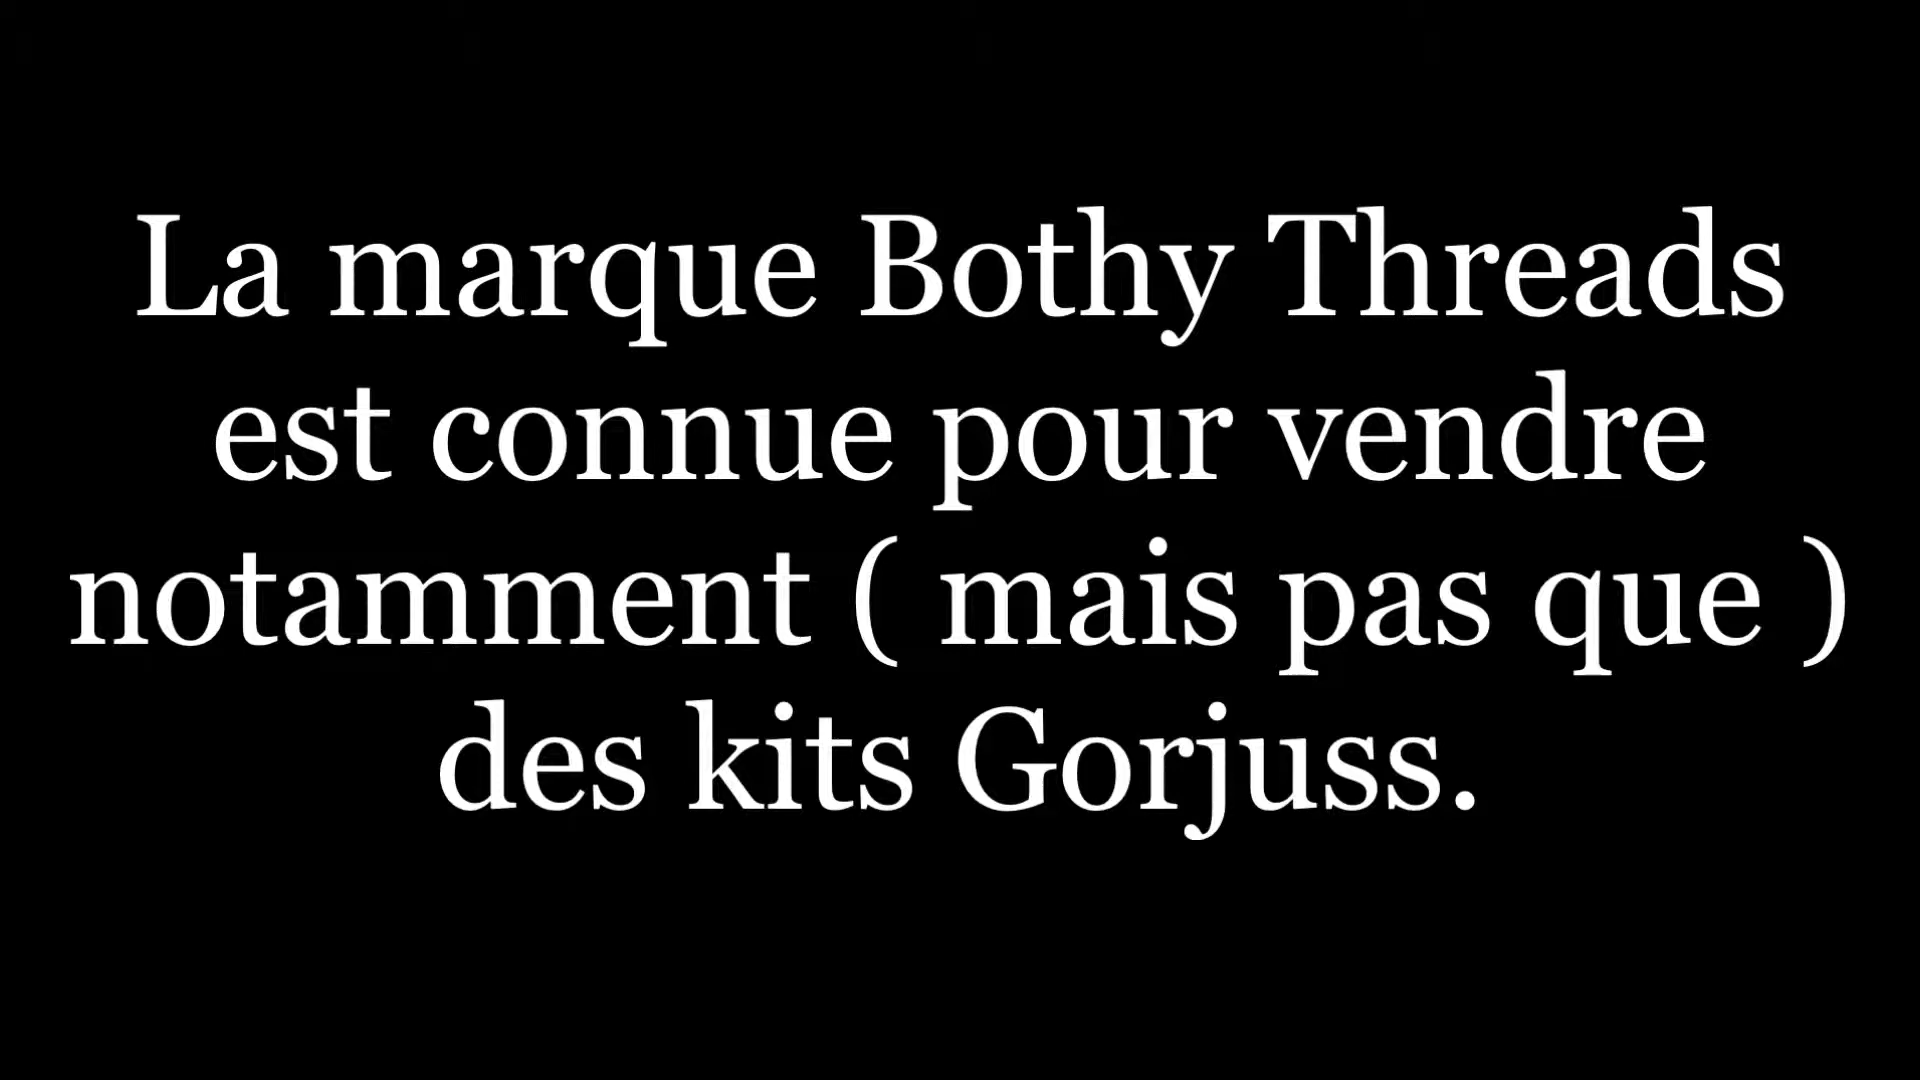 La marque Bothy Threads
est connue pour vendre
notamment ( mais pas que )
des kits Gorjuss.